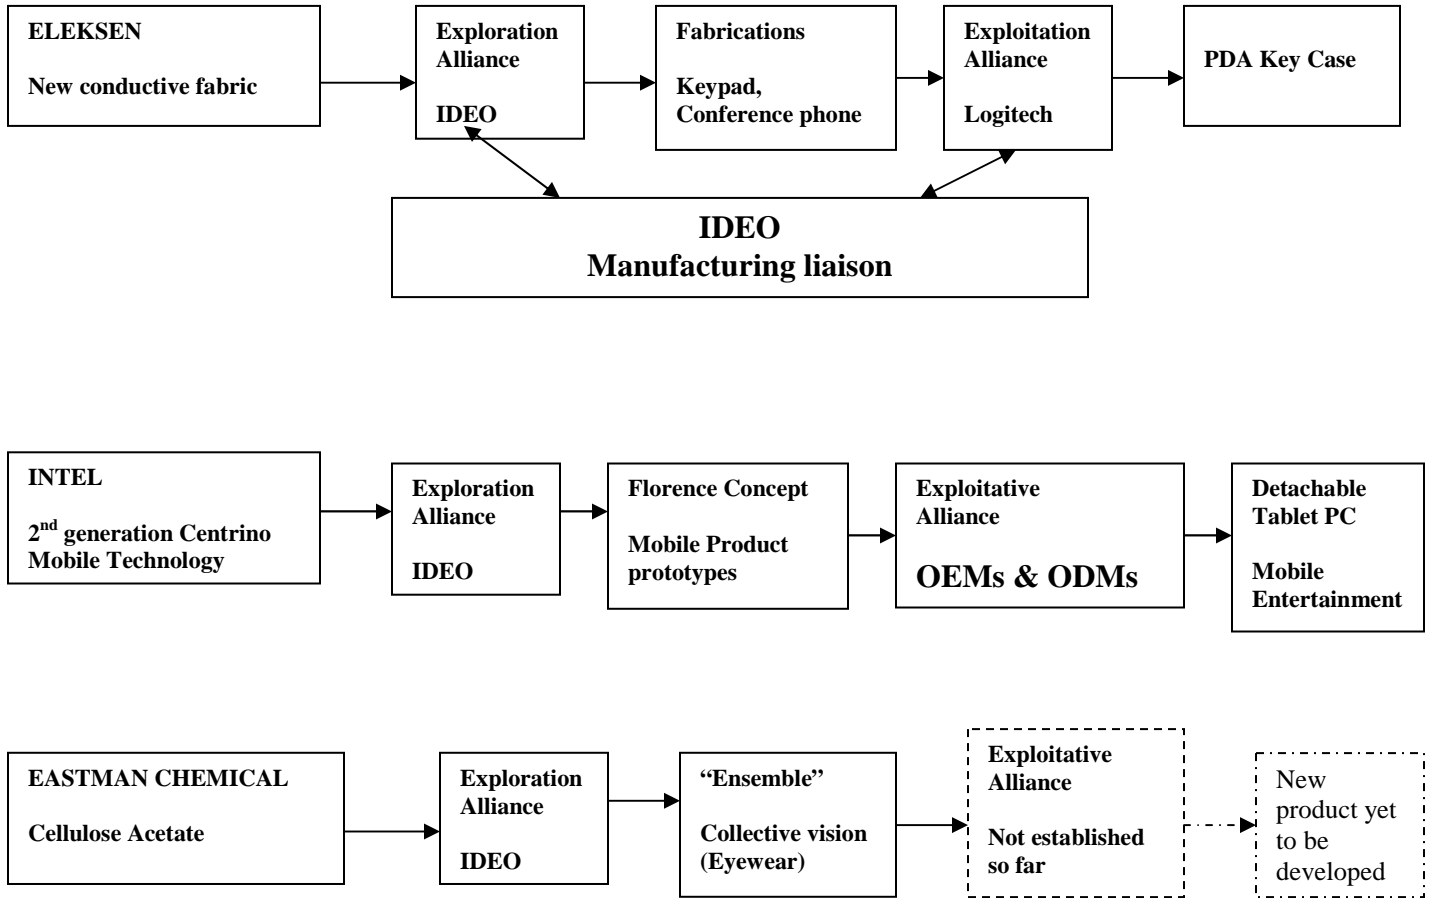 ELEKSEN
New conductive fabric
Exploration
Alliance
IDEO
Fabrications
Keypad,
Conference phone
Exploitation
Alliance
Logitech
PDA Key Case
IDEO
Manufacturing liaison
INTEL
2nd generation Centrino
Mobile Technology
Exploration
Alliance
IDEO
Florence Concept
Mobile Product
prototypes
Exploitative
Alliance
OEMs & ODMs
Detachable
Tablet PC
Mobile
Entertainment
EASTMAN CHEMICAL
Cellulose Acetate
Exploration
Alliance
IDEO
“Ensemble”
Collective vision
(Eyewear)
Exploitative
Alliance
Not established
so far
New
product yet
to be
developed